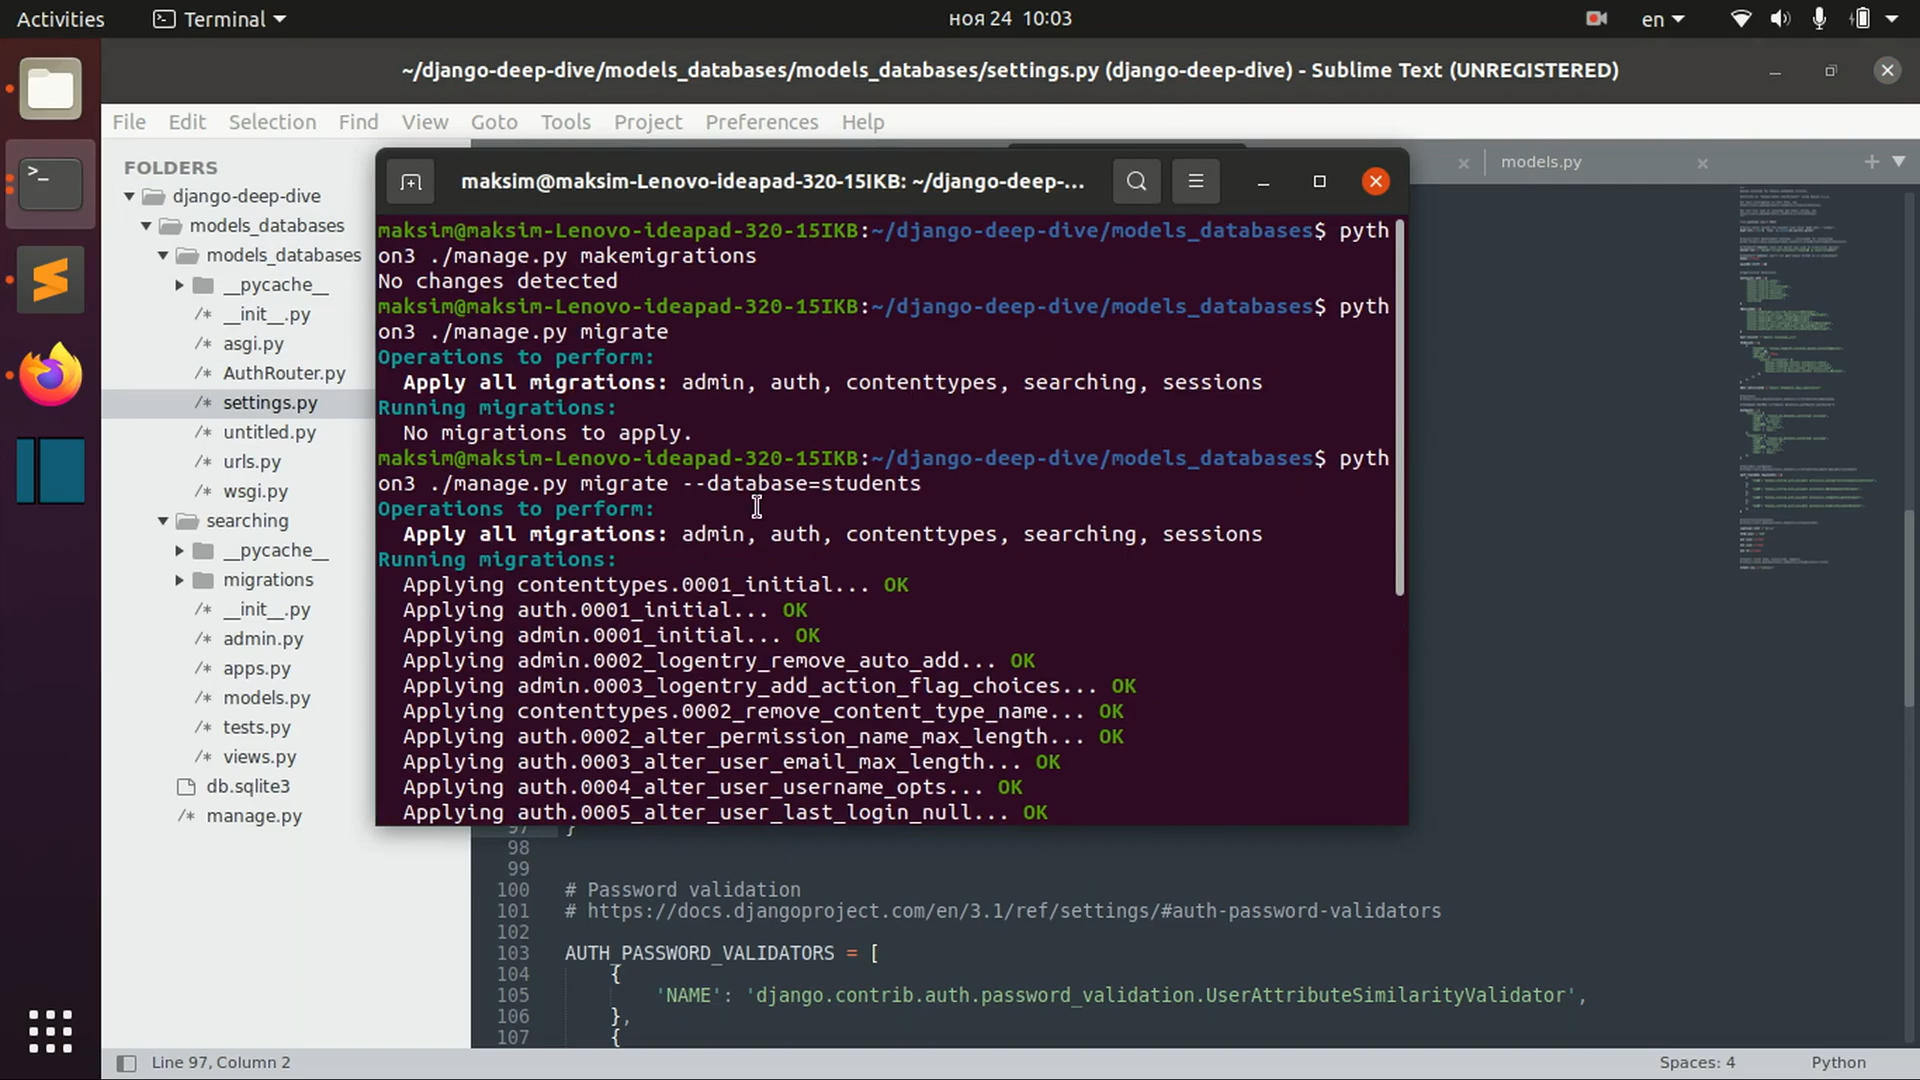 Activities
Terminal
ноя 24 10:03
en
~/django-deep-dive/models_databases/models_databases/settings.py (django-deep-dive) - Sublime Text (UNREGISTERED)
File Edit Selection Find View Goto Tools Project Preferences Help
FOLDERS
django-deep-dive
models_databases
models_databases
__pycache__
/* __init__.py
/* asgi.py
/* AuthRouter.py
/* settings.py
/* untitled.py
/* urls.py
/* wsgi.py
searching
__pycache__
migrations
/* __init__.py
/* admin.py
/* apps.py
/* models.py
/* tests.py
/* views.py
db.sqlite3
/* manage.py
models.py
maksim@maksim-Lenovo-ideapad-320-15IKB: ~/django-deep-...
maksim@maksim-Lenovo-ideapad-320-15IKB:~/django-deep-dive/models_databases$ pyth
on3 ./manage.py makemigrations
No changes detected
maksim@maksim-Lenovo-ideapad-320-15IKB:~/django-deep-dive/models_databases$ pyth
on3 ./manage.py migrate
Operations to perform:
Apply all migrations: admin, auth, contenttypes, searching, sessions
Running migrations:
No migrations to apply.
maksim@maksim-Lenovo-ideapad-320-15IKB:~/django-deep-dive/models_databases$ pyth
on3 ./manage.py migrate --database=students
Operations to perform:
Apply all migrations: admin, auth, contenttypes, searching, sessions
Running migrations:
Applying contenttypes.0001_initial... OK
Applying auth.0001_initial... OK
Applying admin.0001_initial... OK
Applying admin.0002_logentry_remove_auto_add... OK
Applying admin.0003_logentry_add_action_flag_choices... OK
Applying contenttypes.0002_remove_content_type_name... OK
Applying auth.0002_alter_permission_name_max_length... OK
Applying auth.0003_alter_user_email_max_length... OK
Applying auth.0004_alter_user_username_opts... OK
Applying auth.0005_alter_user_last_login_null... OK
97 }
98
99
100 # Password validation
101 # https://docs.djangoproject.com/en/3.1/ref/settings/#auth-password-validators
102
103 AUTH_PASSWORD_VALIDATORS = [
104 {
105 'NAME': 'django.contrib.auth.password_validation.UserAttributeSimilarityValidator',
106 },
107 {
Line 97, Column 2
Spaces: 4
Python